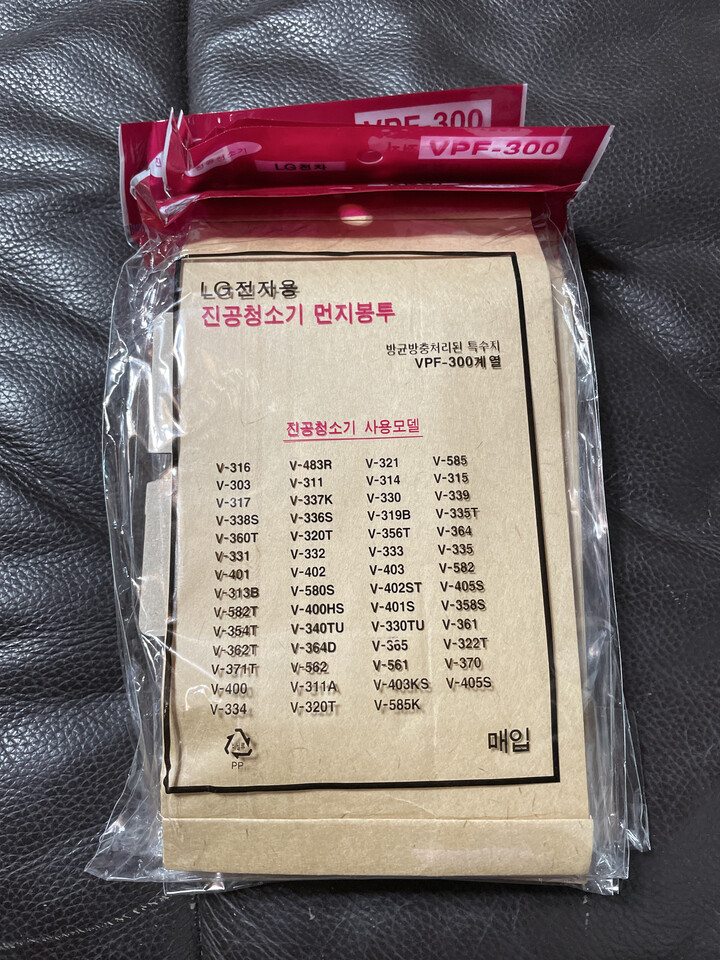 VPF-300
VPF-300
진공청소기
LG전자
LG전자용
진공청소기 먼지봉투
방균방충처리된 특수지
VPF-300계열
진공청소기 사용모델
V-316 V-483R V-321 V-585
V-303 V-311 V-314 V-315
V-317 V-337K V-330 V-339
V-338S V-336S V-319B V-335T
V-360T V-320T V-356T V-364
V-331 V-332 V-333 V-335
V-401 V-402 V-403 V-582
V-313B V-580S V-402ST V-405S
V-582T V-400HS V-401S V-358S
V-354T V-340TU V-330TU V-361
V-362T V-364D V-365 V-322T
V-371T V-562 V-561 V-370
V-400 V-311A V-403KS V-405S
V-334 V-320T V-585K
PP
매입